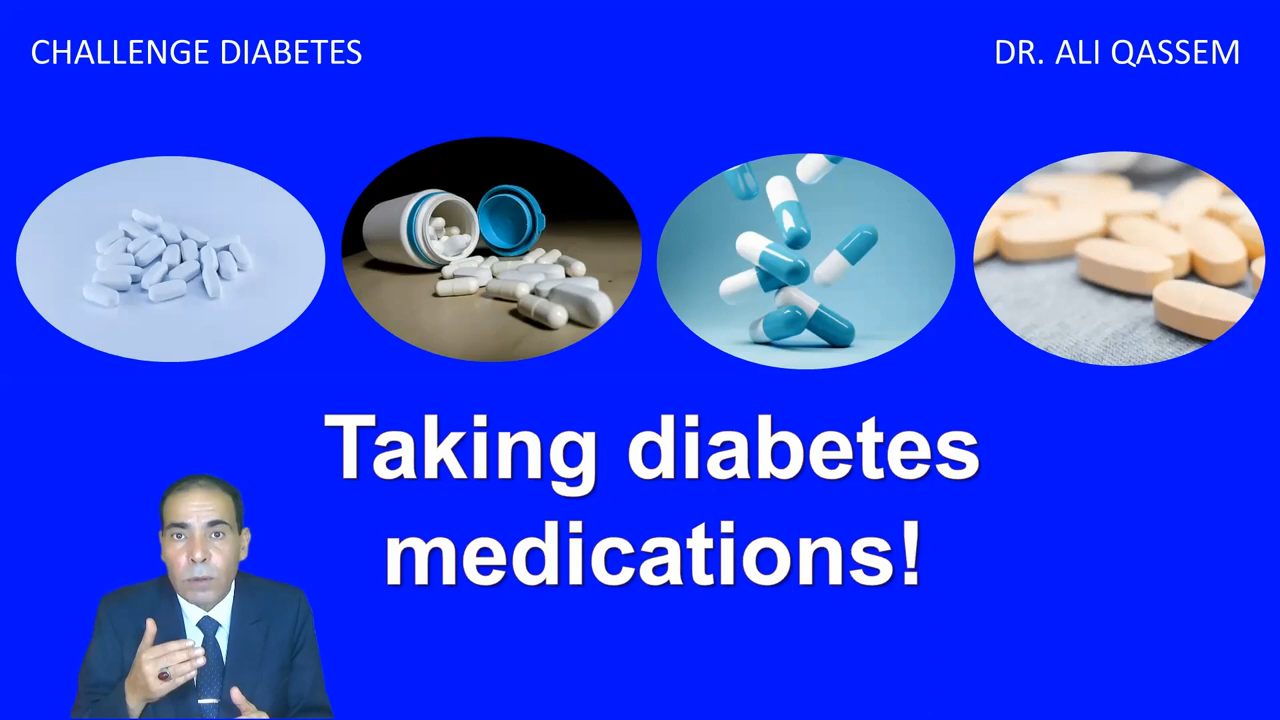 CHALLENGE DIABETES
DR. ALI QASSEM
Taking diabetes
medications!